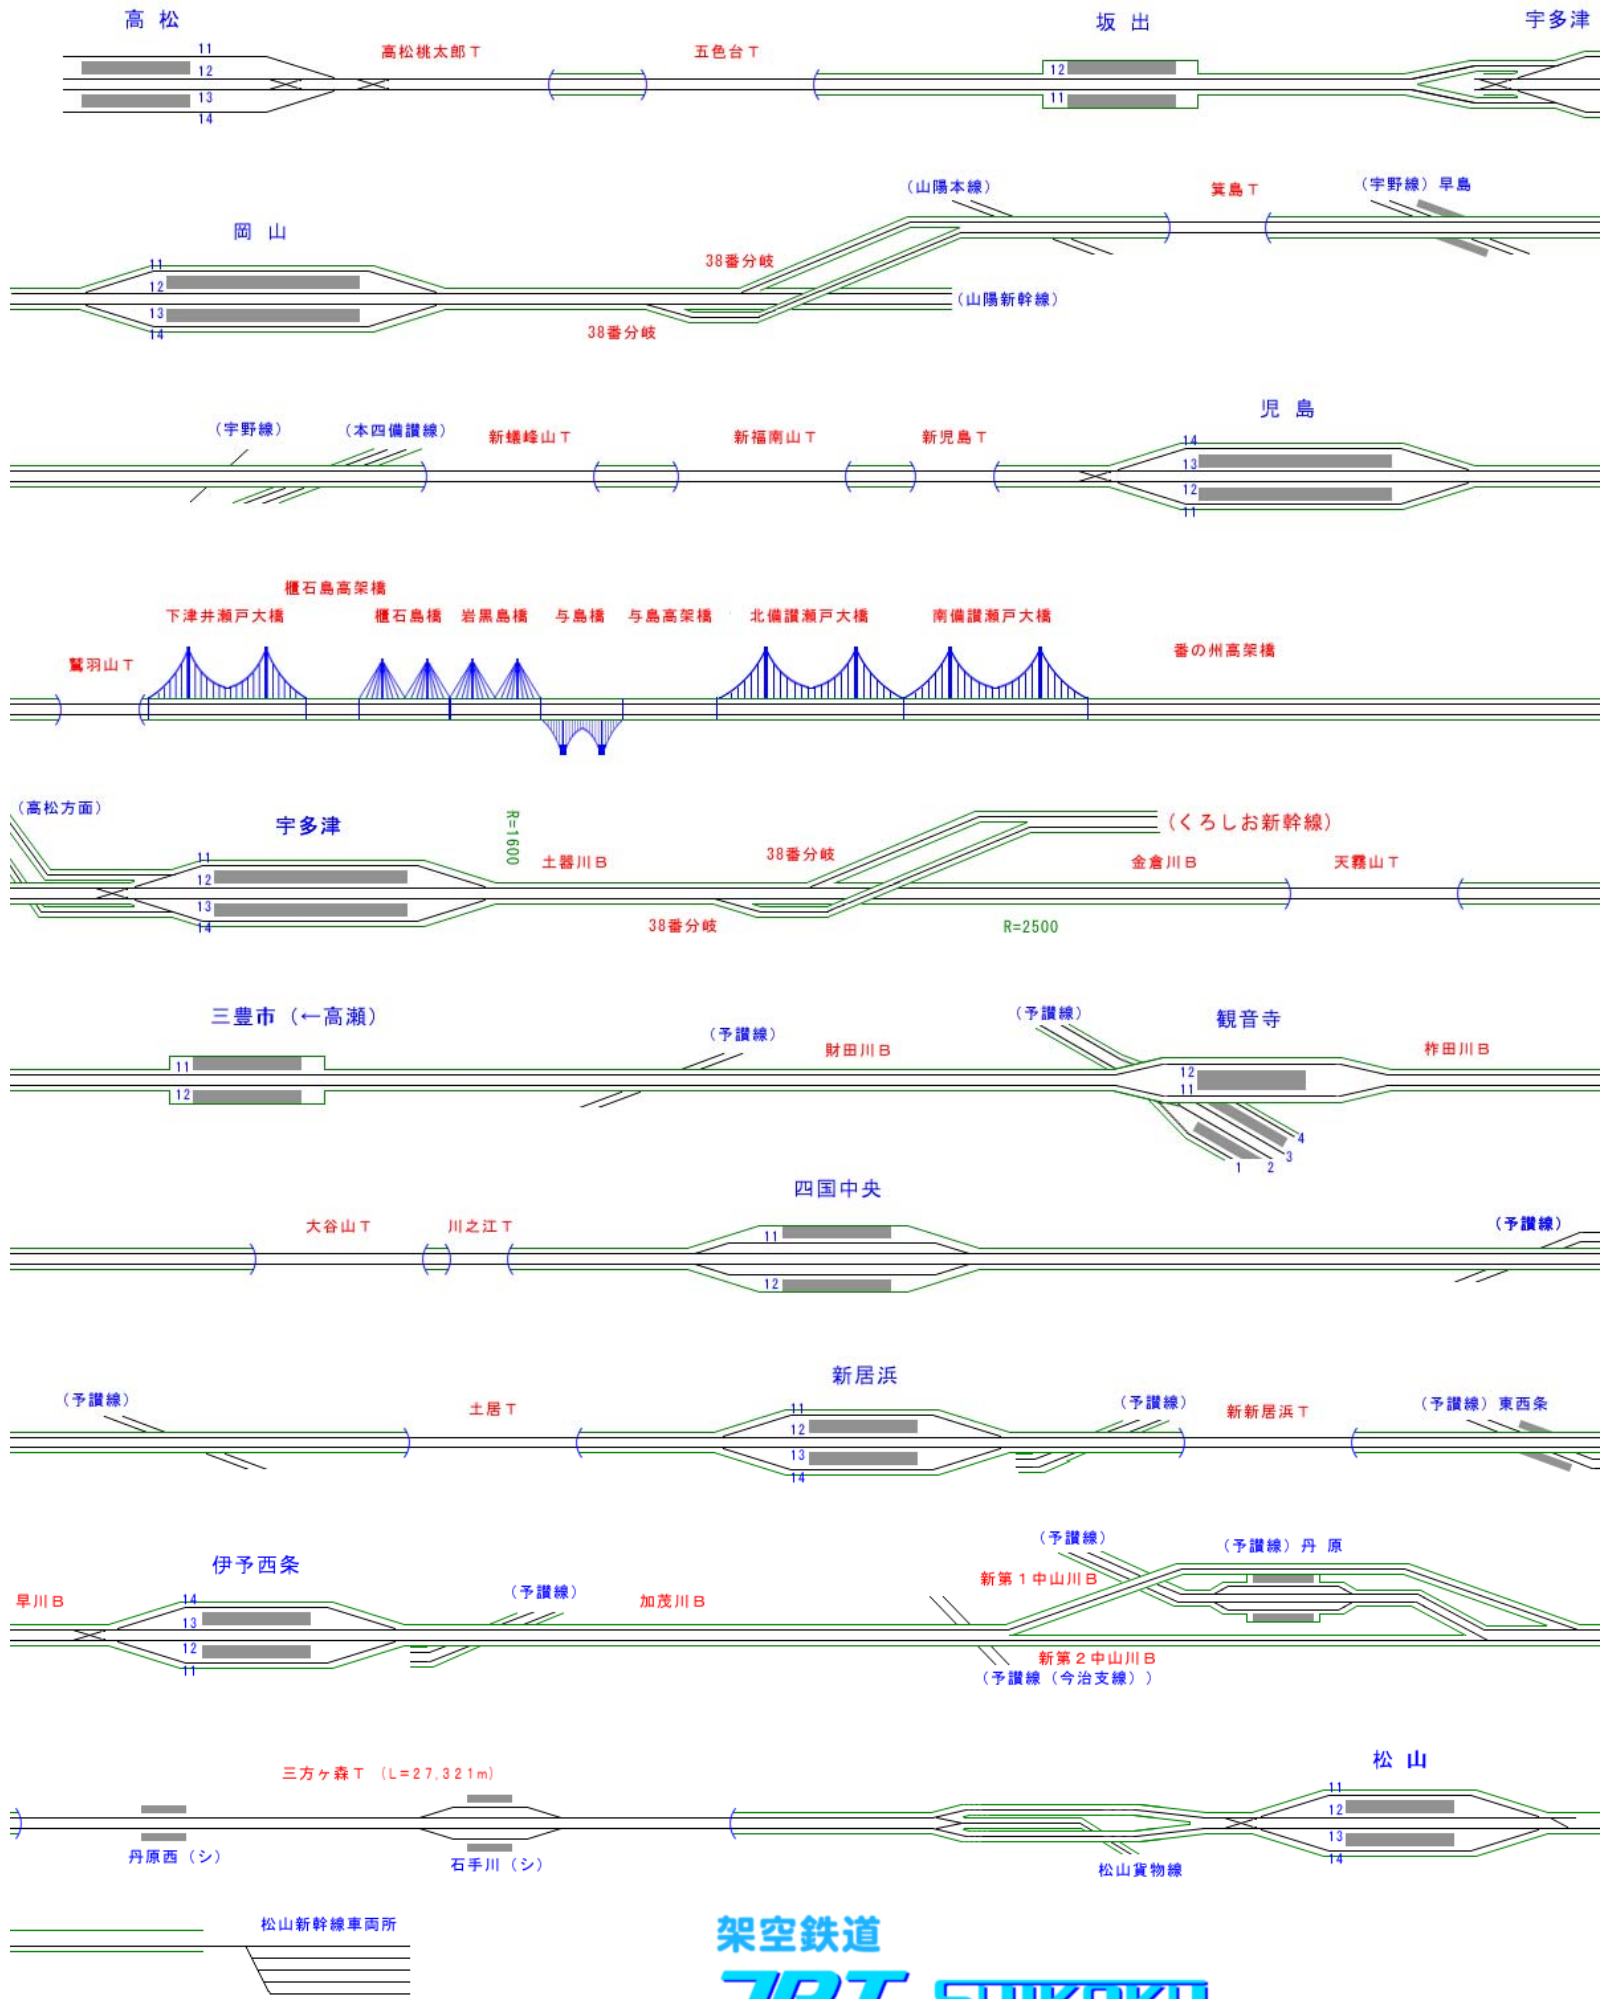 高 松
坂 出
宇多津
11
12
13
14
高松桃太郎T
五色台T
12
11
岡 山
11
12
13
14
38番分岐
38番分岐
(山陽本線)
(山陽新幹線)
箕島T
(宇野線) 早島
(宇野線)
(本四備讃線)
新蟻峰山T
新福南山T
新児島T
児 島
14
13
12
11
櫃石島高架橋
下津井瀬戸大橋
櫃石島橋
岩黒島橋
与島橋
与島高架橋
北備讃瀬戸大橋
南備讃瀬戸大橋
鷲羽山T
番の州高架橋
(高松方面)
宇多津
11
12
13
14
R=1600
土器川B
38番分岐
38番分岐
(くろしお新幹線)
金倉川B
天霧山T
R=2500
三豊市 (←高瀬)
11
12
(予讃線)
財田川B
(予讃線)
観音寺
12
11
柞田川B
1
2
3
4
大谷山T
川之江T
四国中央
11
12
(予讃線)
(予讃線)
土居T
新居浜
11
12
13
14
(予讃線)
新新居浜T
(予讃線) 東西条
早川B
伊予西条
14
13
12
11
(予讃線)
加茂川B
(予讃線)
新第1中山川B
(予讃線) 丹 原
新第2中山川B
(予讃線 (今治支線) )
三方ヶ森T (L=27,321m)
丹原西 (シ)
石手川 (シ)
松山貨物線
松 山
11
12
13
14
松山新幹線車両所
架空鉄道